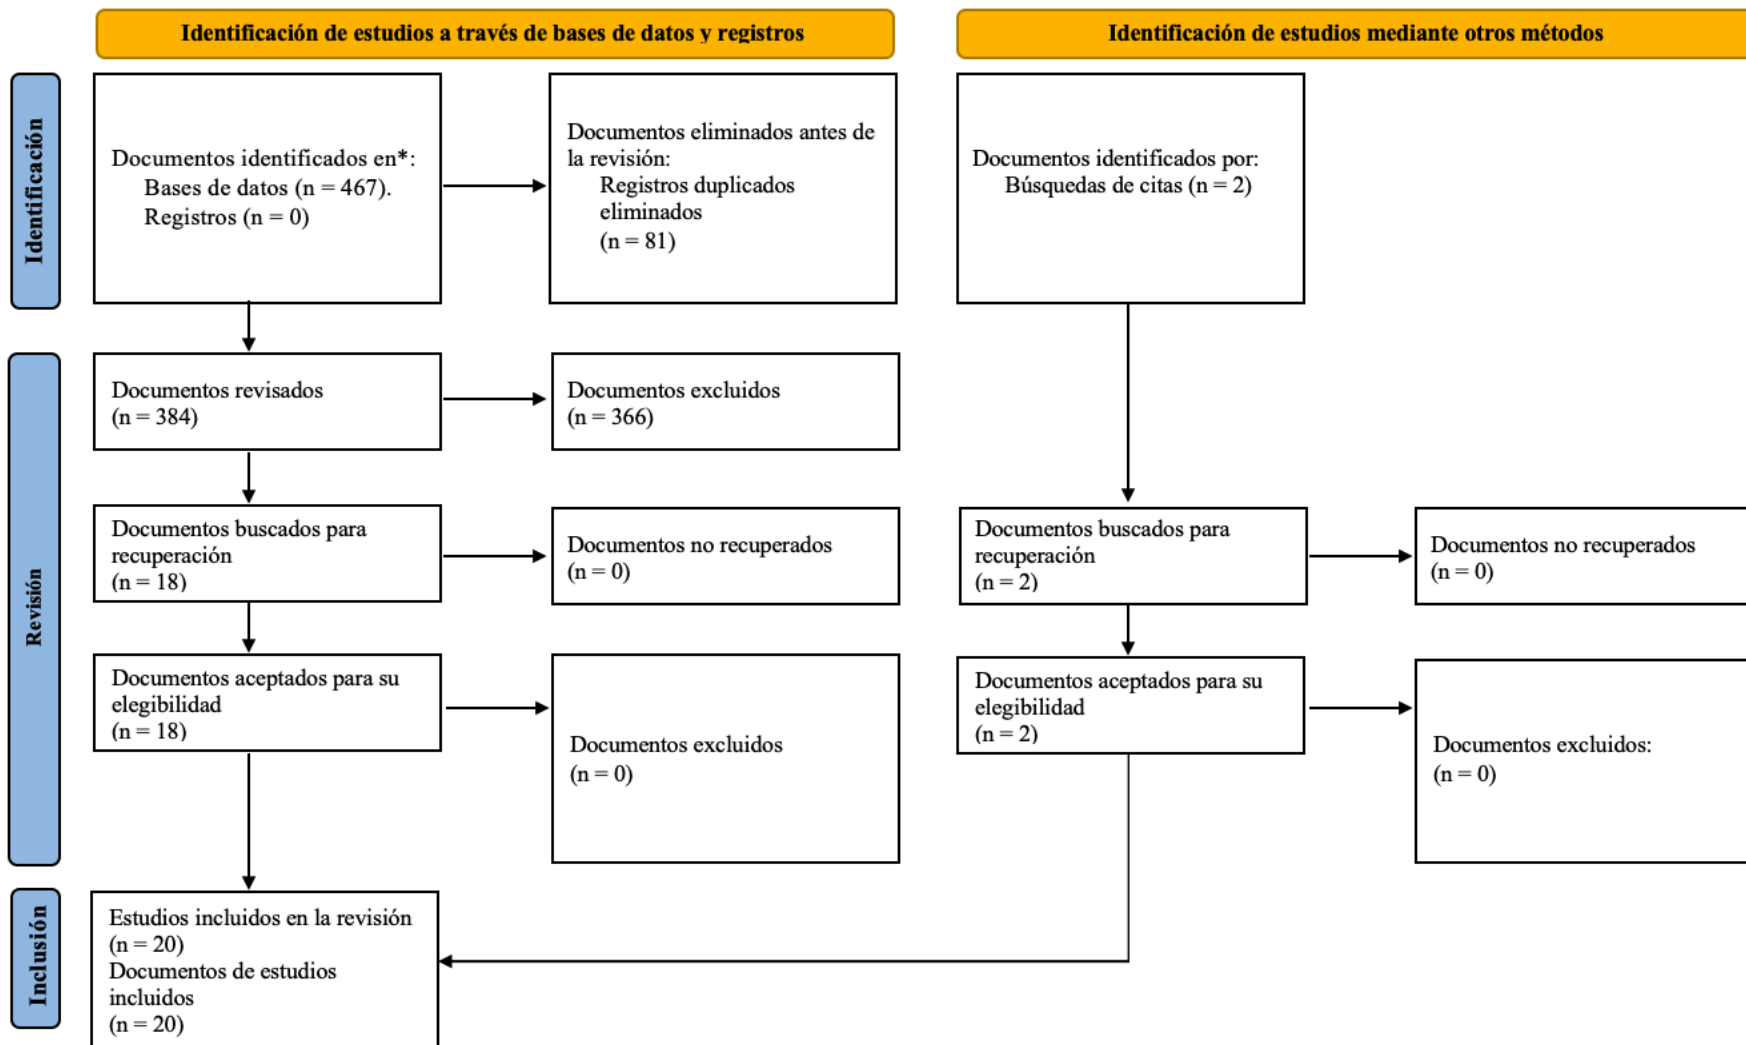 Identificación de estudios a través de bases de datos y registros
Identificación de estudios mediante otros métodos
Identificación
Documentos identificados en*:
Bases de datos (n = 467).
Registros (n = 0)
Documentos eliminados antes de
la revisión:
Registros duplicados
eliminados
(n = 81)
Documentos identificados por:
Búsquedas de citas (n = 2)
Revisión
Documentos revisados
(n = 384)
Documentos excluidos
(n = 366)
Documentos buscados para
recuperación
(n = 18)
Documentos no recuperados
(n = 0)
Documentos buscados para
recuperación
(n = 2)
Documentos no recuperados
(n = 0)
Documentos aceptados para su
elegibilidad
(n = 18)
Documentos excluidos
(n = 0)
Documentos aceptados para su
elegibilidad
(n = 2)
Documentos excluidos:
(n = 0)
Inclusión
Estudios incluidos en la revisión
(n = 20)
Documentos de estudios
incluidos
(n = 20)